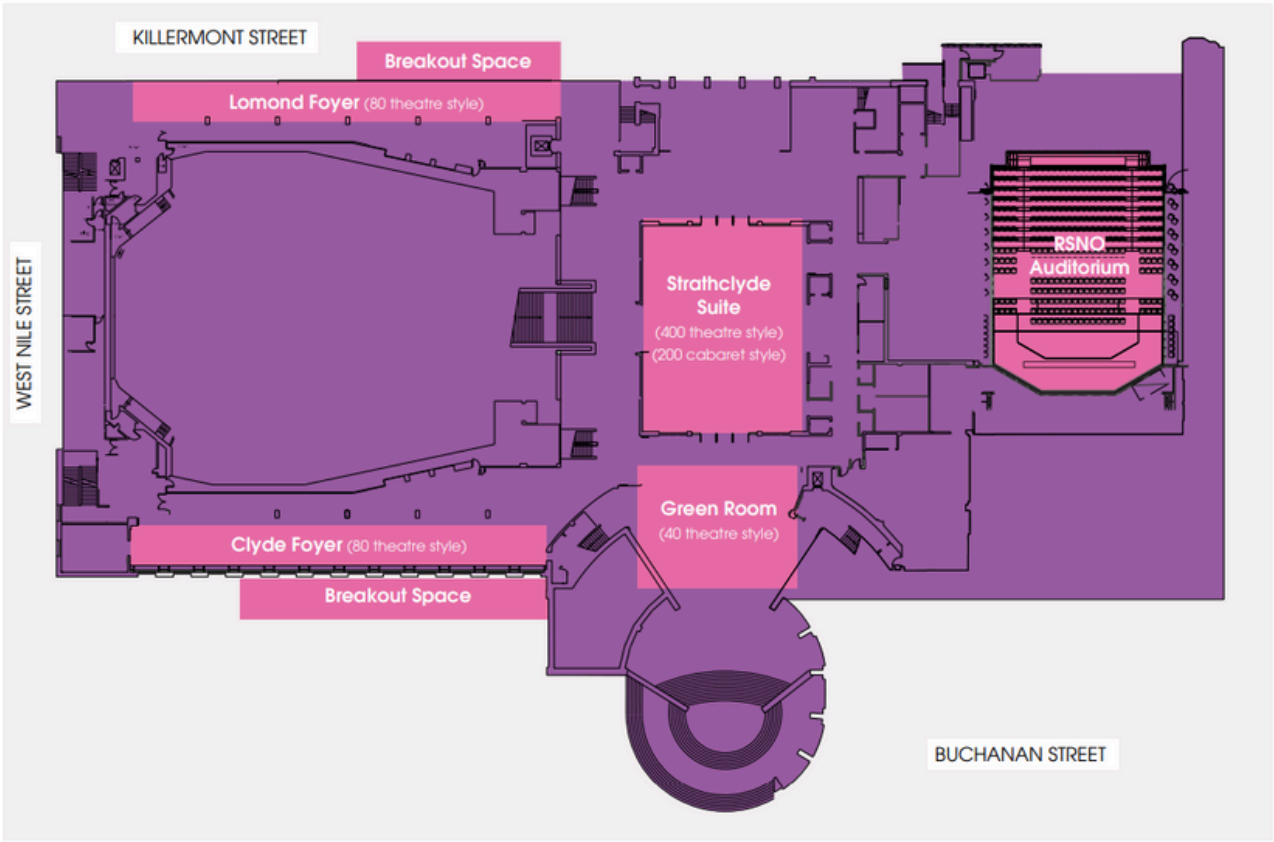 KILLERMONT STREET
Breakout Space
Lomond Foyer (80 theatre style)
WEST NILE STREET
RSNO
Auditorium
Strathclyde
Suite
(400 theatre style)
(200 cabaret style)
Green Room
(40 theatre style)
Clyde Foyer (80 theatre style)
Breakout Space
BUCHANAN STREET